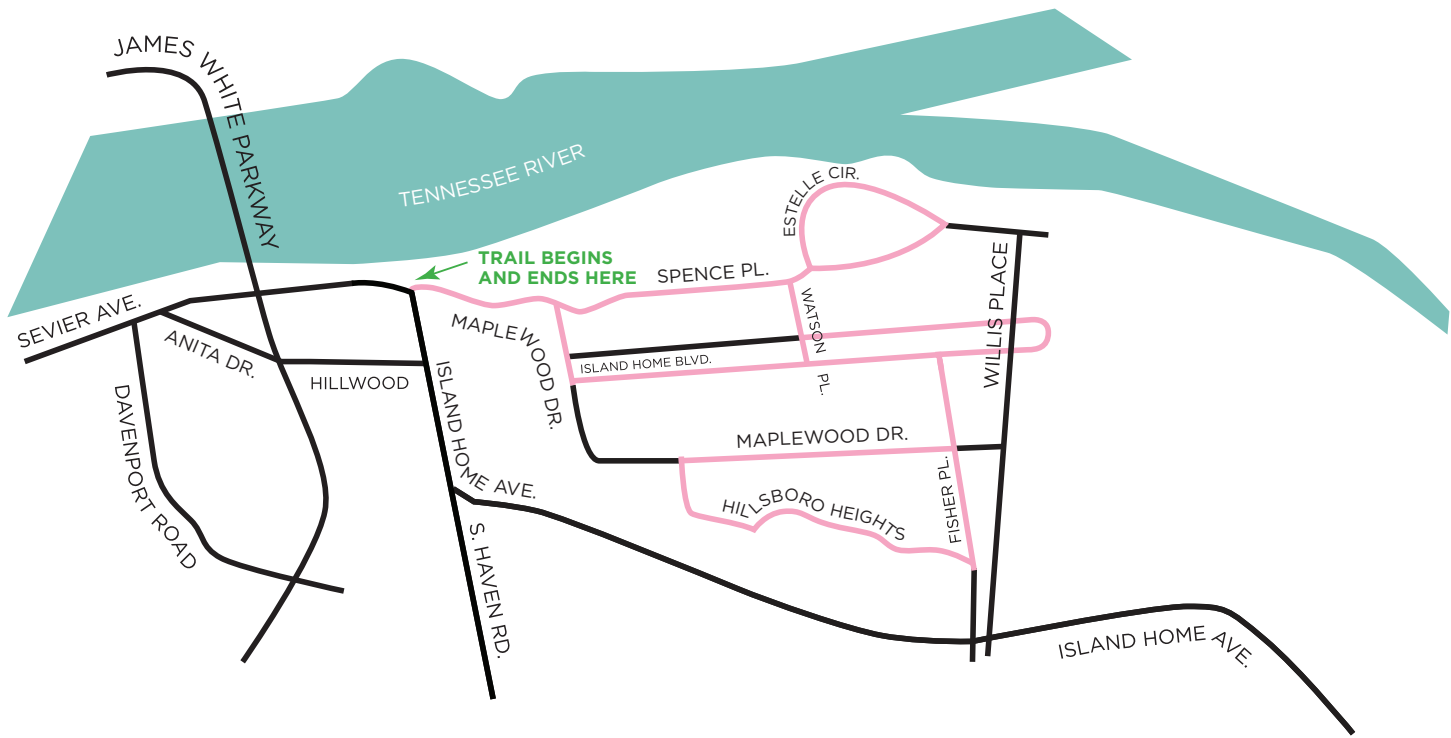 JAMES WHITE PARKWAY
TENNESSEE RIVER
ESTELLE CIR.
TRAIL BEGINS
AND ENDS HERE
SPENCE PL.
WILLIS PLACE
SEVIER AVE.
ANITA DR.
HILLWOOD
MAPLEWOOD DR.
WATSON PL.
ISLAND HOME BLVD.
DAVENPORT ROAD
ISLAND HOME AVE.
MAPLEWOOD DR.
HILLSBORO HEIGHTS
FISHER PL.
S. HAVEN RD.
ISLAND HOME AVE.